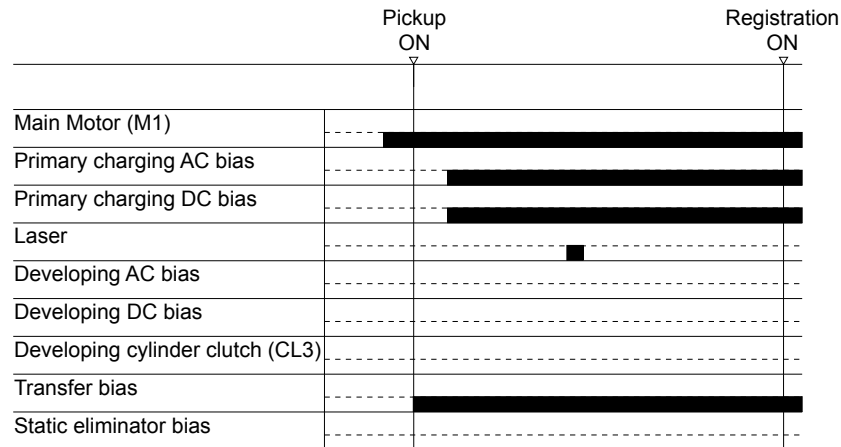 Pickup
ON
Registration
ON
Main Motor (M1)
Primary charging AC bias
Primary charging DC bias
Laser
Developing AC bias
Developing DC bias
Developing cylinder clutch (CL3)
Transfer bias
Static eliminator bias